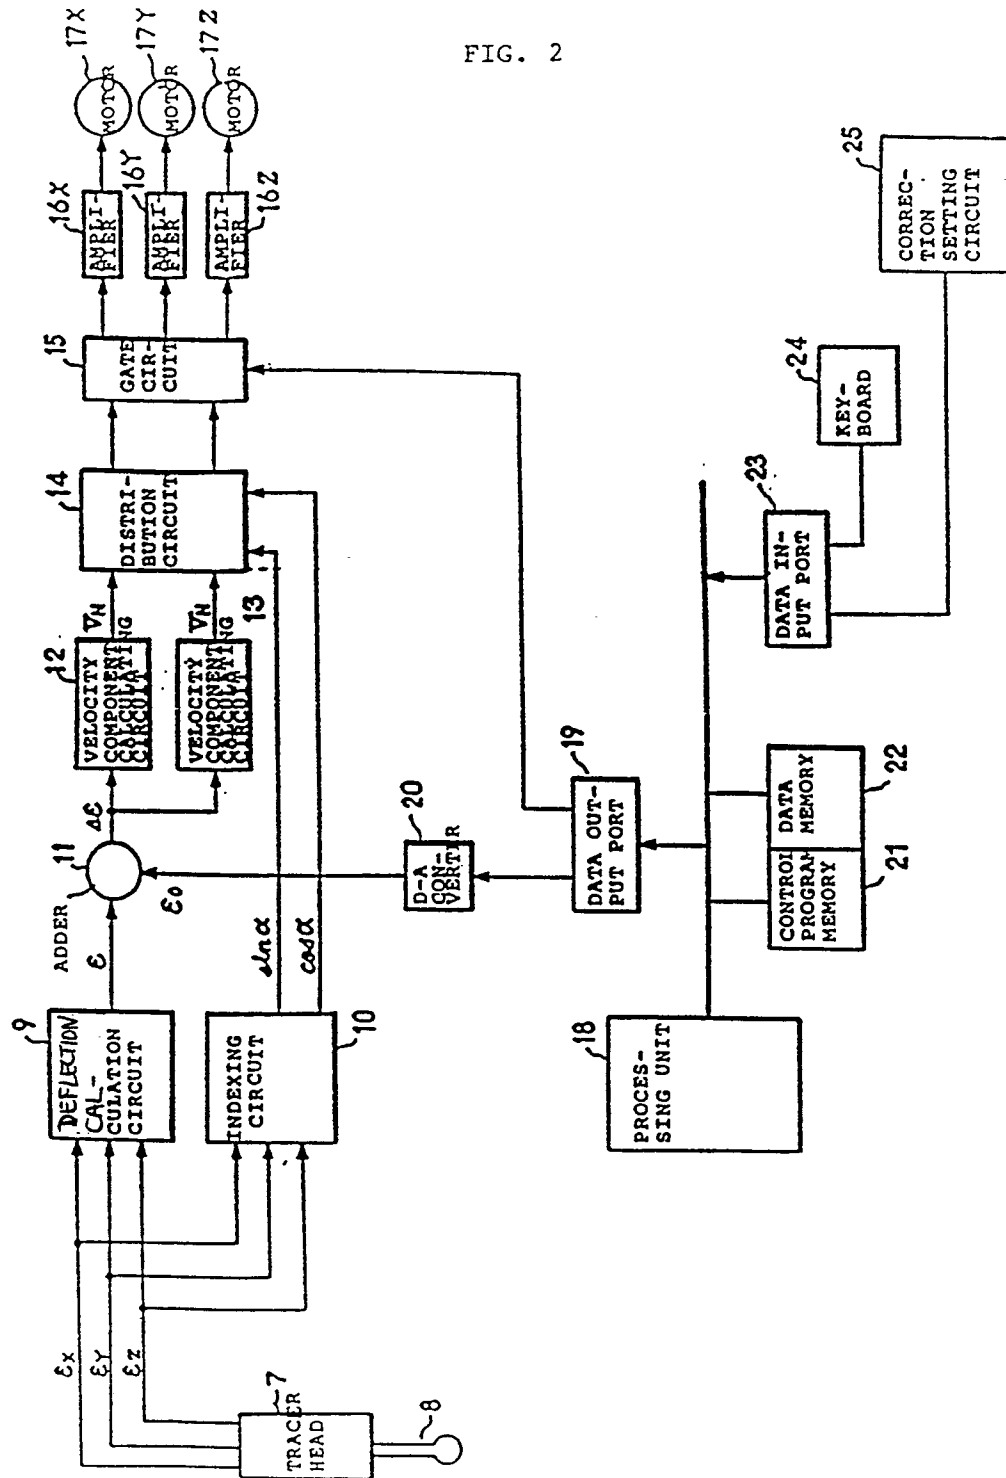 FIG. 2
17X
17Y
17Z
MOTOR
MOTOR
MOTOR
16X
16Y
16Z
AMPLI-
FIER
AMPLI-
FIER
AMPLI-
FIER
15
GATE
CIR-
CUIT
14
DISTRI-
BUTION
CIRCUIT
13
VN
VN
12
VELOCITY
COMPONENT
CALCULATING
CIRCUIT
VELOCITY
COMPONENT
CALCULATING
CIRCUIT
Δε
11
ADDER
ε
ε0
sinα
cosα
9
DEFLECTION
CAL-
CULATION
CIRCUIT
10
INDEXING
CIRCUIT
εX
εY
εZ
7
TRACER
HEAD
8
20
D-A
CON-
VERTER
19
DATA OUT-
PUT PORT
18
PROCES-
SING UNIT
21
CONTROL
PROGRAM
MEMORY
22
DATA
MEMORY
23
DATA IN-
PUT PORT
24
KEY-
BOARD
25
CORREC-
TION
SETTING
CIRCUIT